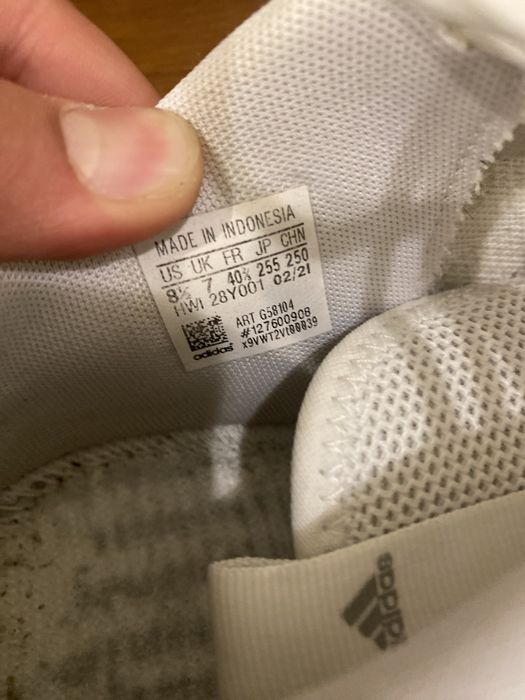 MADE IN INDONESIA
US UK FR JP CHN
8½ 7 40⅔ 255 250
HWI 28Y001 02/21
ART G58104
#127600908
x9VWT2Vt00039
adidas
adidas